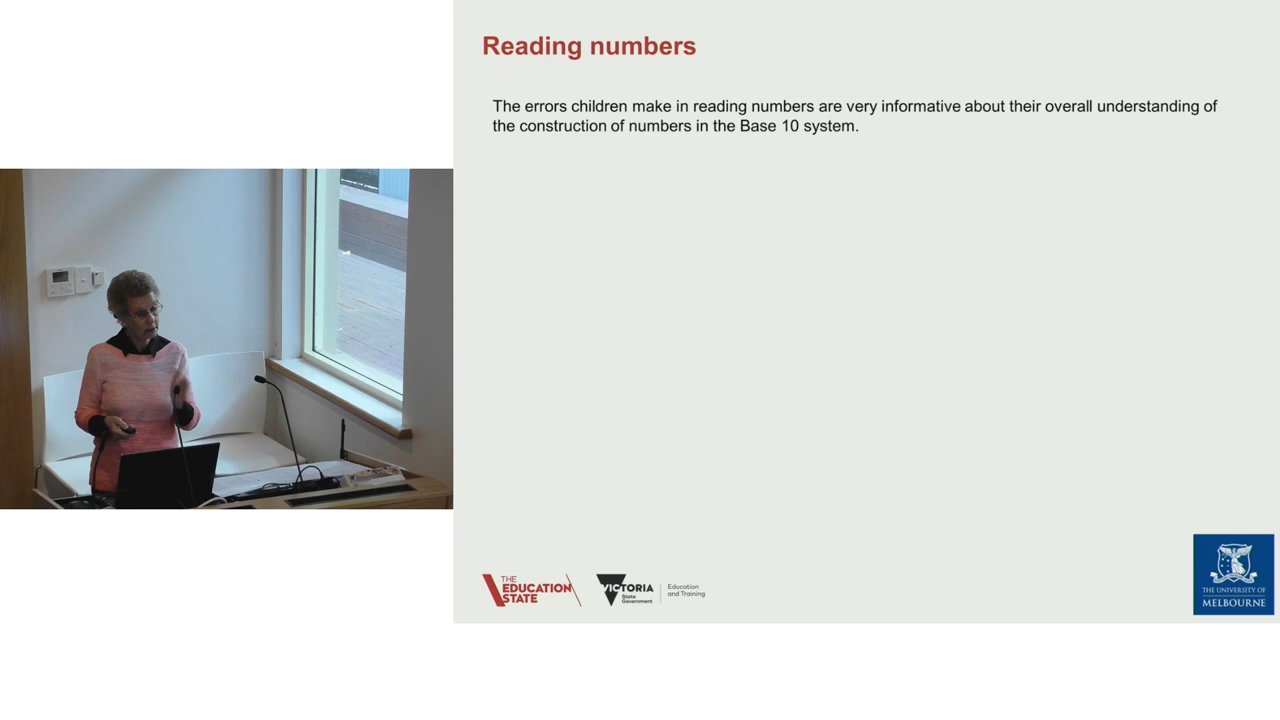 Reading numbers
The errors children make in reading numbers are very informative about their overall understanding of
the construction of numbers in the Base 10 system.
THE
EDUCATION
STATE
VICTORIA
State
Government
Education
and Training
THE UNIVERSITY OF
MELBOURNE